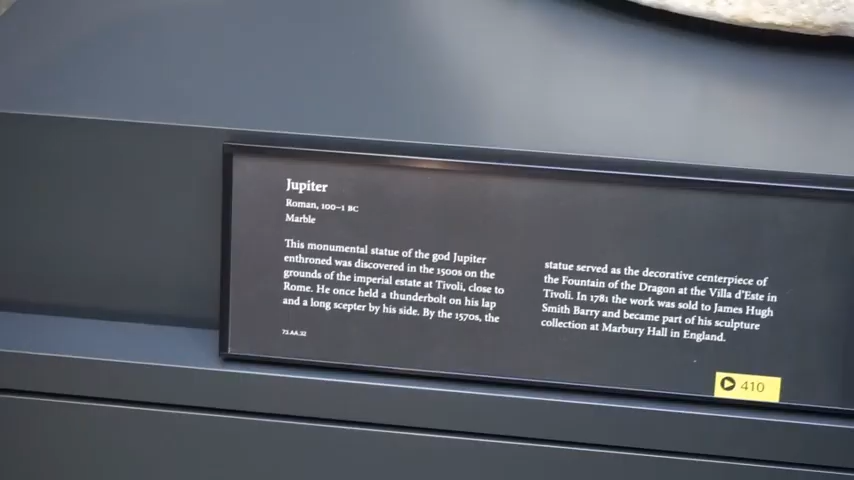 Jupiter
Roman, 100–1 BC
Marble
This monumental statue of the god Jupiter
enthroned was discovered in the 1500s on the
grounds of the imperial estate at Tivoli, close to
Rome. He once held a thunderbolt on his lap
and a long scepter by his side. By the 1570s, the
statue served as the decorative centerpiece of
the Fountain of the Dragon at the Villa d'Este in
Tivoli. In 1781 the work was sold to James Hugh
Smith Barry and became part of his sculpture
collection at Marbury Hall in England.
73.AA.32
410